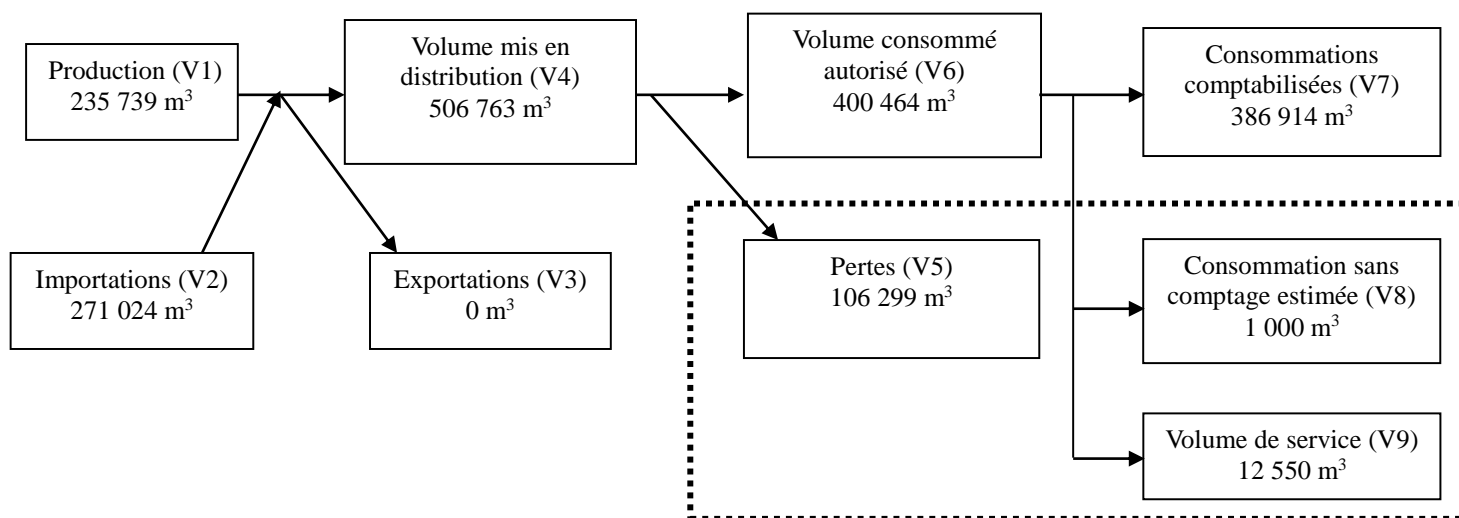 Production (V1)
235 739 m³
Volume mis en
distribution (V4)
506 763 m³
Volume consommé
autorisé (V6)
400 464 m³
Consommations
comptabilisées (V7)
386 914 m³
Importations (V2)
271 024 m³
Exportations (V3)
0 m³
Pertes (V5)
106 299 m³
Consommation sans
comptage estimée (V8)
1 000 m³
Volume de service (V9)
12 550 m³